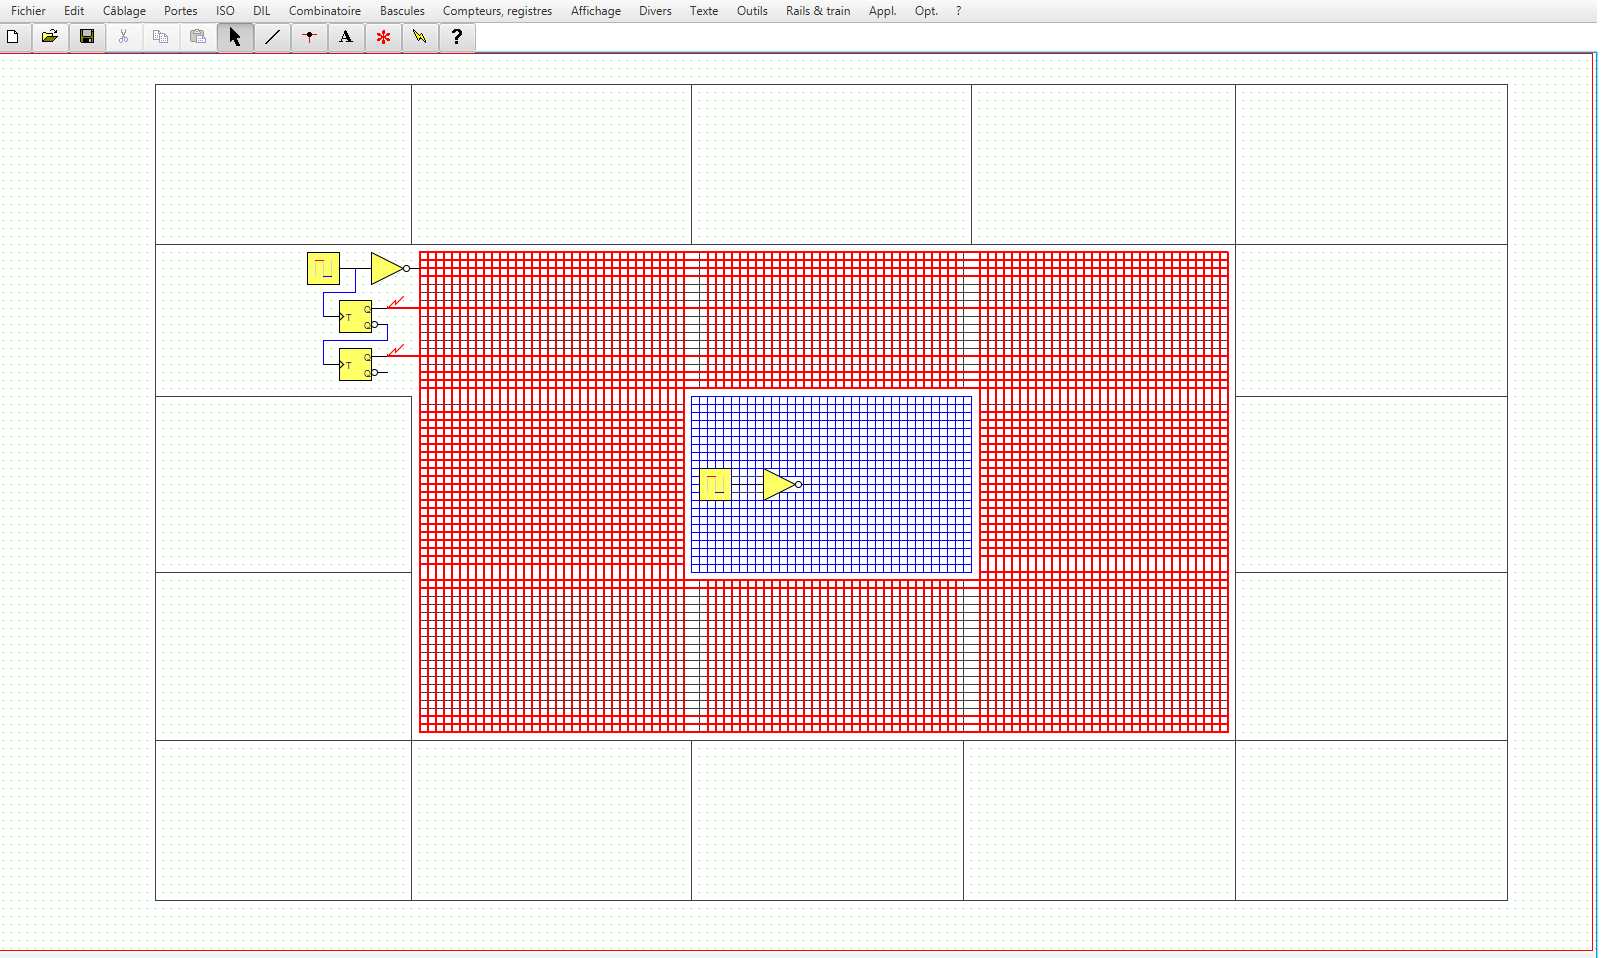 Fichier Edit Câblage Portes ISO DIL Combinatoire Bascules Compteurs, registres Affichage Divers Texte Outils Rails & train Appl. Opt. ?
A ?
Q
T
Q
Q
T
Q